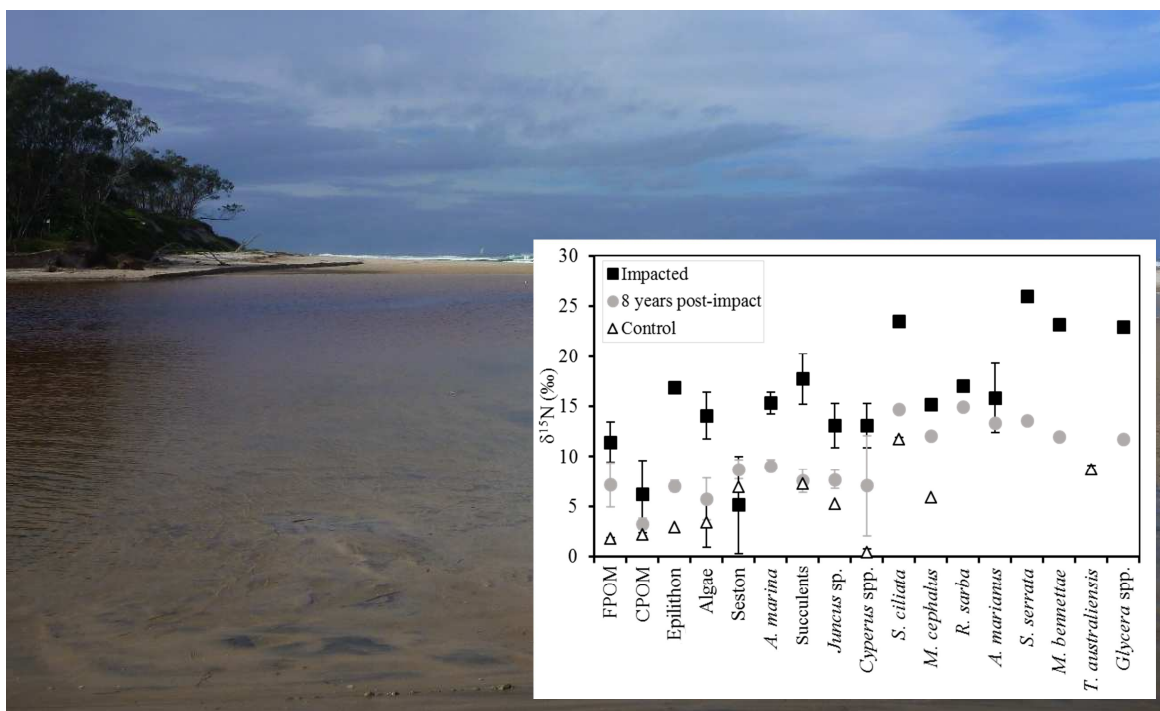 30
25
20
15
10
5
0
δ¹⁵N (‰)
Impacted
8 years post-impact
Control
FPOM
CPOM
Epilithon
Algae
Seston
A. marina
Succulents
Juncus sp.
Cyperus spp.
S. ciliata
M. cephalus
R. sarba
A. marianus
S. serrata
M. bennettae
T. australiensis
Glycera spp.